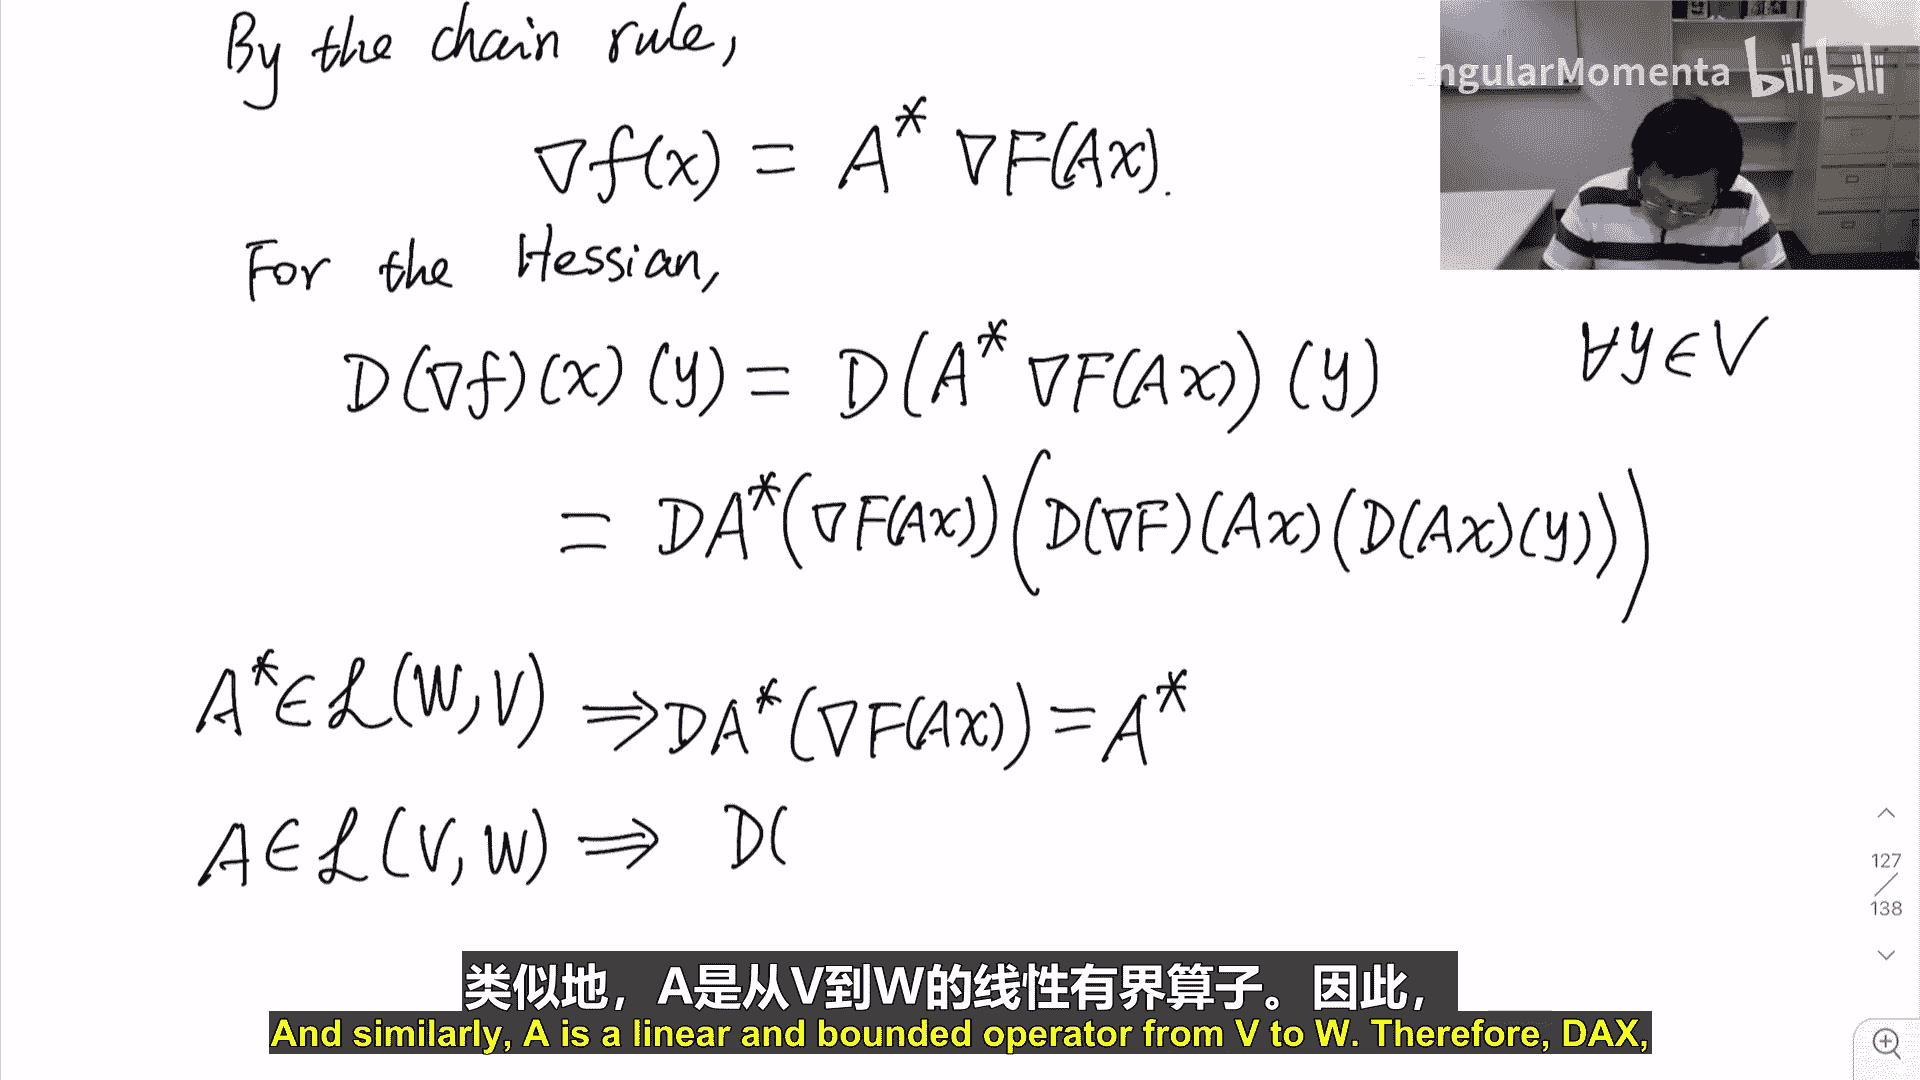 By the chain rule,
ngularMomenta bilibili
∇f(x) = A* ∇F(Ax).
For the Hessian,
D(∇f)(x)(y) = D(A* ∇F(Ax))(y) ∀y∈V
= DA*(∇F(Ax))(D(∇F)(Ax)(D(Ax)(y)))
A*∈ℒ(W,V) ⟹ DA*(∇F(Ax)) = A*
A∈ℒ(V,W) ⟹ D(
127
138
类似地，A是从V到W的线性有界算子。因此，
And similarly, A is a linear and bounded operator from V to W. Therefore, DAX,